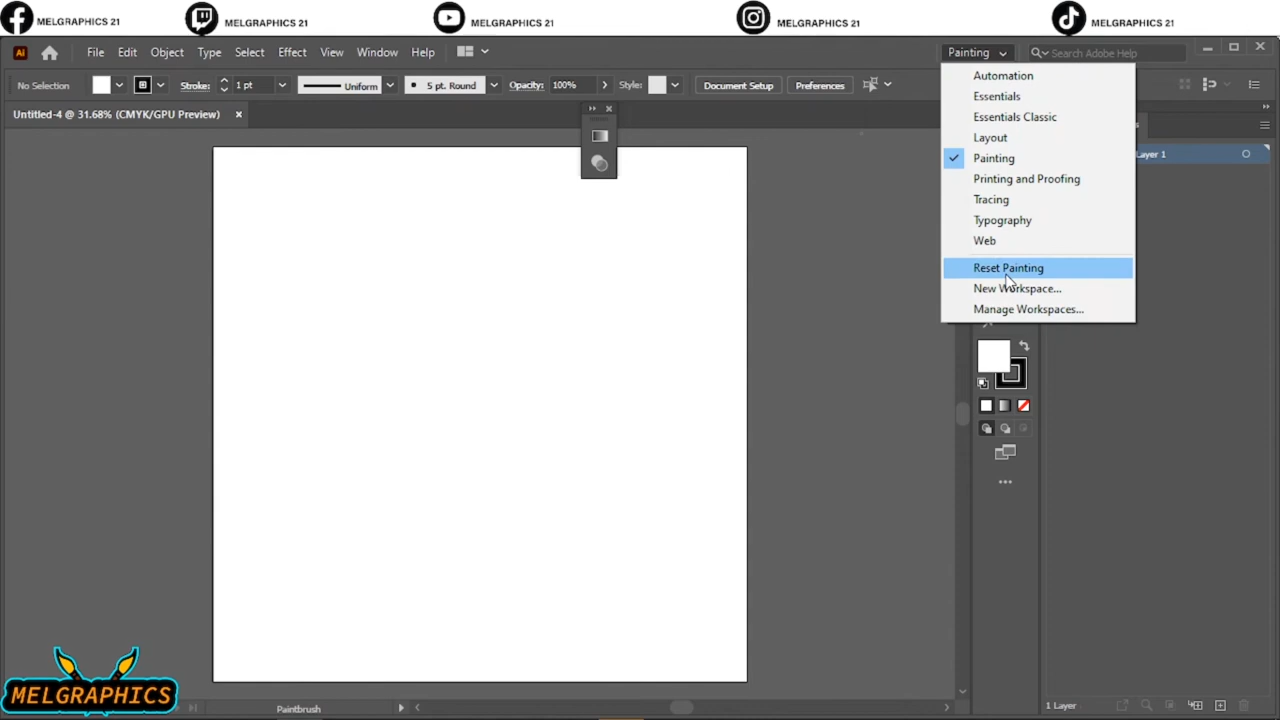 MELGRAPHICS 21
MELGRAPHICS 21
MELGRAPHICS 21
MELGRAPHICS 21
MELGRAPHICS 21
Ai File Edit Object Type Select Effect View Window Help Painting Search Adobe Help
No Selection Stroke: 1 pt Uniform 5 pt. Round Opacity: 100% Style: Document Setup Preferences
Untitled-4 @ 31.68% (CMYK/GPU Preview)
Automation
Essentials
Essentials Classic
Layout
Painting
Printing and Proofing
Tracing
Typography
Web
Reset Painting
New Workspace...
Manage Workspaces...
Layer 1
MELGRAPHICS
Paintbrush
1 Layer